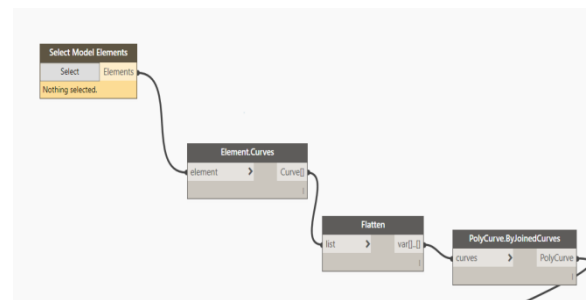 Select Model Elements
Select Elements
Nothing selected.
Element.Curves
element > Curve[]
Flatten
list > var[]..[]
PolyCurve.ByJoinedCurves
curves > PolyCurve